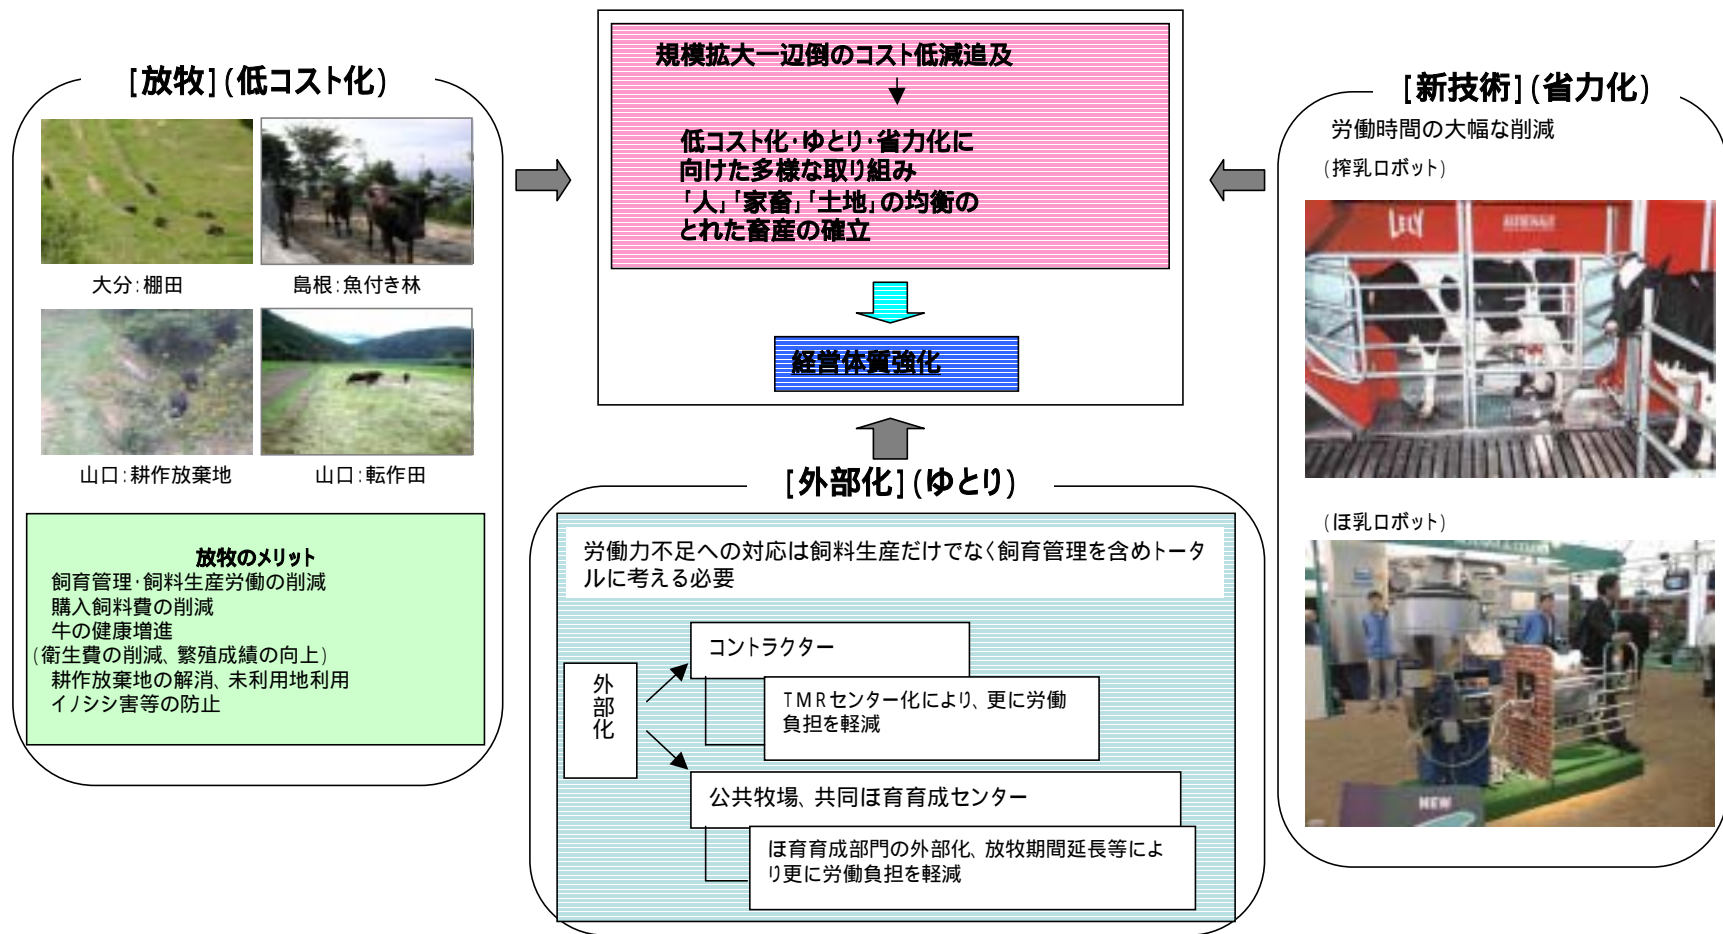 [放牧](低コスト化)
大分:棚田
島根:魚付き林
山口:耕作放棄地
山口:転作田
放牧のメリット
飼育管理・飼料生産労働の削減
購入飼料費の削減
牛の健康増進
(衛生費の削減、繁殖成績の向上)
耕作放棄地の解消、未利用地利用
イノシシ害等の防止
規模拡大一辺倒のコスト低減追及
低コスト化・ゆとり・省力化に
向けた多様な取り組み
「人」「家畜」「土地」の均衡の
とれた畜産の確立
経営体質強化
[外部化](ゆとり)
労働力不足への対応は飼料生産だけでなく飼育管理を含めトータ
ルに考える必要
外部化
コントラクター
TMRセンター化により、更に労働
負担を軽減
公共牧場、共同ほ育育成センター
ほ育育成部門の外部化、放牧期間延長等によ
り更に労働負担を軽減
[新技術](省力化)
労働時間の大幅な削減
(搾乳ロボット)
LELY
(ほ乳ロボット)
NEW